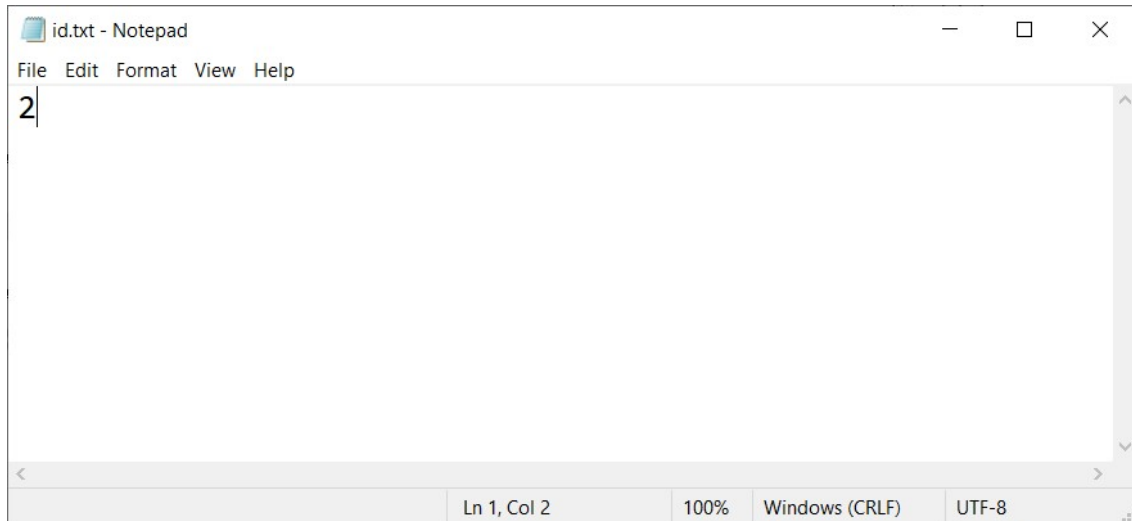 id.txt - Notepad
File Edit Format View Help
2
Ln 1, Col 2 100% Windows (CRLF) UTF-8